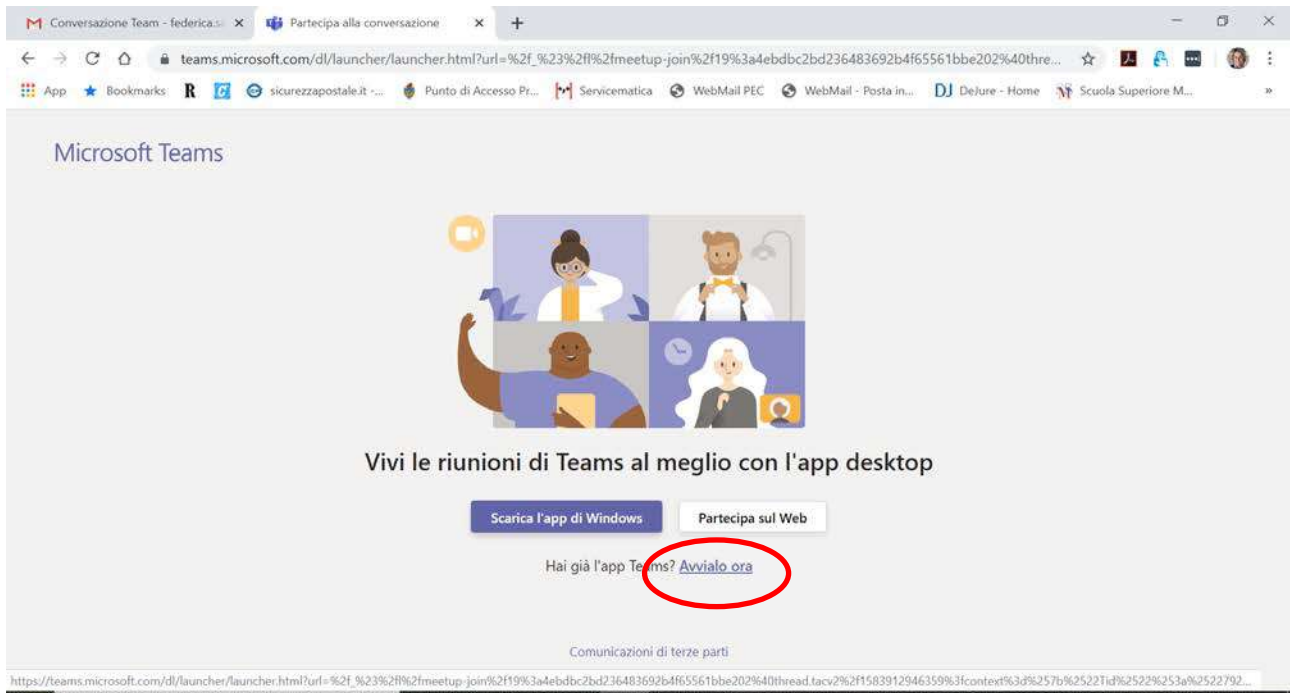 Conversazione Team - federica.s
Partecipa alla conversazione
teams.microsoft.com/dl/launcher/launcher.html?url=%2f_%23%2fl%2fmeetup-join%2f19%3a4ebdbc2bd236483692b4f65561bbe202%40thre...
App
Bookmarks
R
sicurezzapostale.it -...
Punto di Accesso Pr...
Servicematica
WebMail PEC
WebMail - Posta in...
DJ DeJure - Home
Scuola Superiore M...
»
Microsoft Teams
Vivi le riunioni di Teams al meglio con l'app desktop
Scarica l'app di Windows
Partecipa sul Web
Hai già l'app Teams? Avvialo ora
Comunicazioni di terze parti
https://teams.microsoft.com/dl/launcher/launcher.html?url=%2f_%23%2fl%2fmeetup-join%2f19%3a4ebdbc2bd236483692b4f65561bbe202%40thread.tacv2%2f1583912946359%3fcontext%3d%257b%2522Tid%2522%253a%2522792...